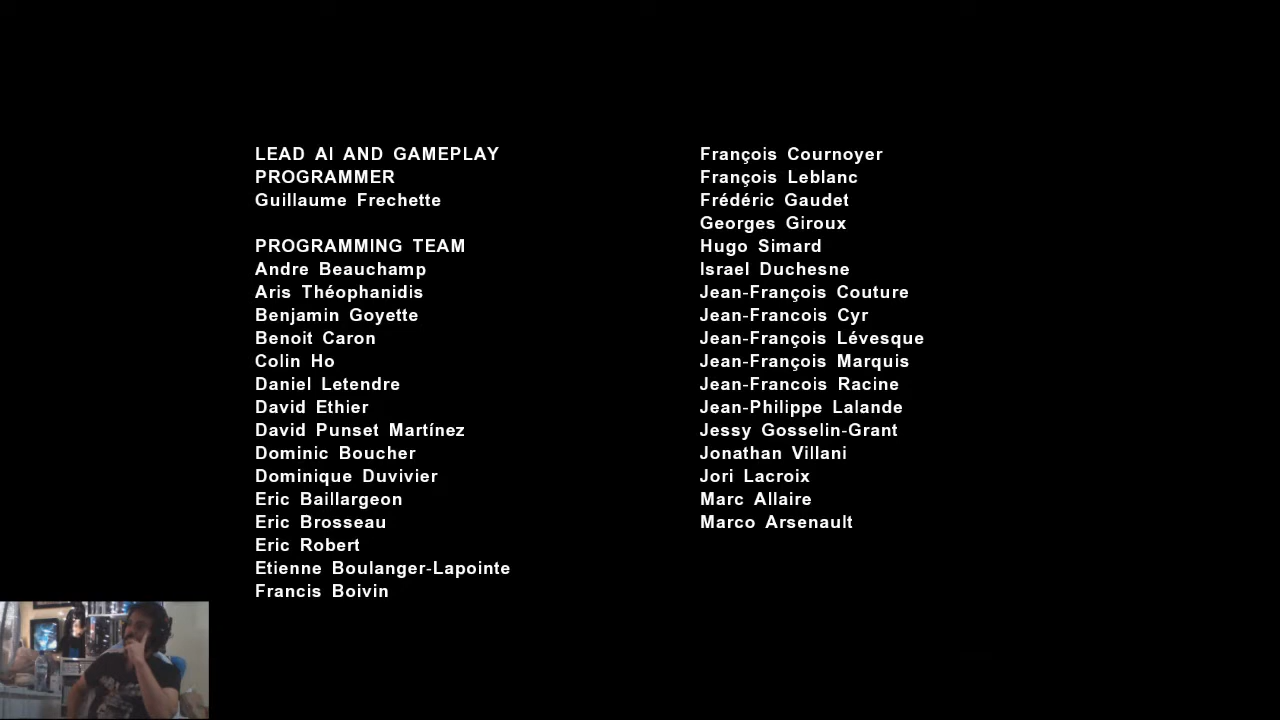 LEAD AI AND GAMEPLAY
PROGRAMMER
Guillaume Frechette
PROGRAMMING TEAM
Andre Beauchamp
Aris Théophanidis
Benjamin Goyette
Benoit Caron
Colin Ho
Daniel Letendre
David Ethier
David Punset Martínez
Dominic Boucher
Dominique Duvivier
Eric Baillargeon
Eric Brosseau
Eric Robert
Etienne Boulanger-Lapointe
Francis Boivin
François Cournoyer
François Leblanc
Frédéric Gaudet
Georges Giroux
Hugo Simard
Israel Duchesne
Jean-François Couture
Jean-Francois Cyr
Jean-François Lévesque
Jean-François Marquis
Jean-Francois Racine
Jean-Philippe Lalande
Jessy Gosselin-Grant
Jonathan Villani
Jori Lacroix
Marc Allaire
Marco Arsenault